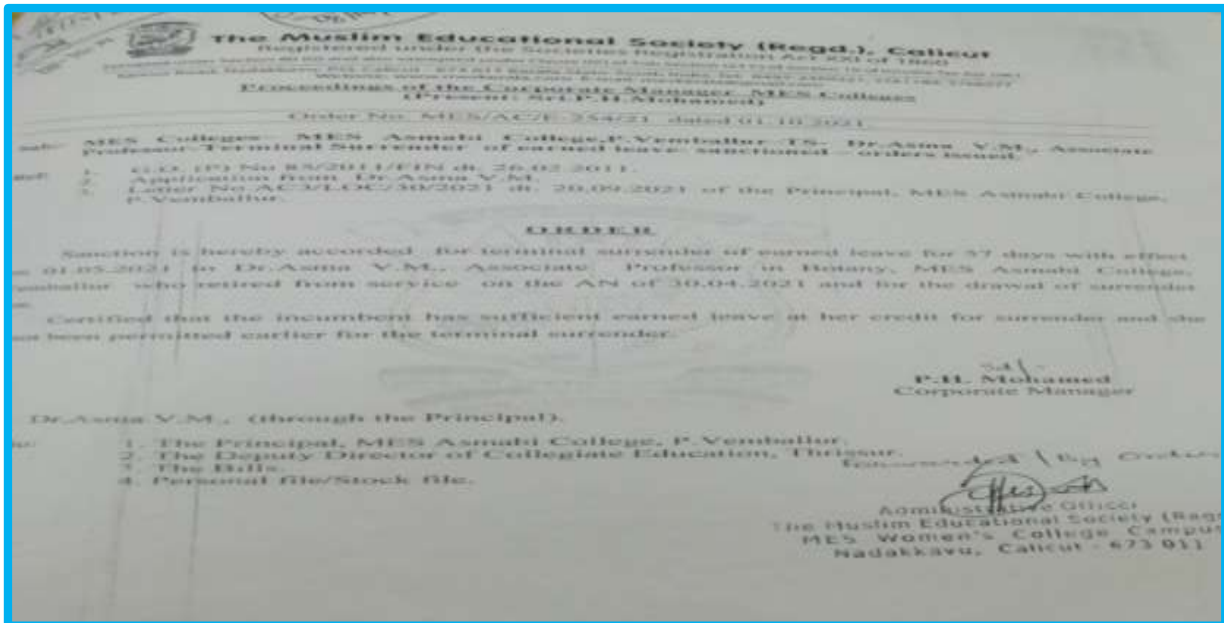 The Muslim Educational Society (Regd.), Calicut
Registered under the Societies Registration Act XXI of 1860
Proceedings of the Corporate Manager MES Colleges
(Present: Sri.P.H.Mohamed)
Order No. MES/AC/E-254/21 dated 01.10.2021
Sub: MES Colleges- MES Asmabi College,P.Vemballur TS- Dr.Asma V.M., Associate
Professor-Terminal Surrender of earned leave sanctioned - orders issued.
Ref: 1. G.O. (P) No 85/2011/FIN dt. 26.02.2011.
2. Application from Dr.Asma V.M.
3. Letter No AC3/LOC/30/2021 dt. 20.09.2021 of the Principal, MES Asmabi College,
P.Vemballur.
ORDER
Sanction is hereby accorded for terminal surrender of earned leave for 57 days with effect
01.05.2021 to Dr.Asma V.M., Associate Professor in Botany, MES Asmabi College,
who retired from service on the AN of 30.04.2021 and for the drawal of surrender
Certified that the incumbent has sufficient earned leave at her credit for surrender and she
been permitted earlier for the terminal surrender.
Sd/-
P.H. Mohamed
Corporate Manager
Dr.Asma V.M., (through the Principal).
1. The Principal, MES Asmabi College, P.Vemballur.
2. The Deputy Director of Collegiate Education, Thrissur.
3. The Bills.
4. Personal file/Stock file.
Forwarded / By Order
Administrative Officer
The Muslim Educational Society (Reg
MES Women's College Campus
Nadakkavu, Calicut - 673 011